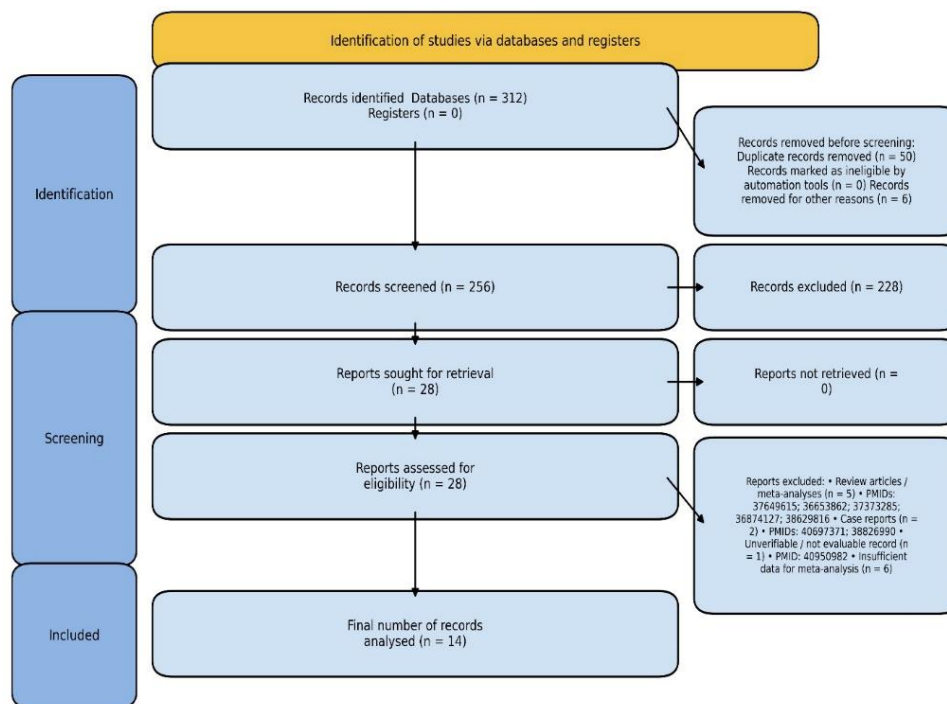 Identification of studies via databases and registers
Identification
Records identified  Databases (n = 312)
Registers (n = 0)
Records removed before screening:
Duplicate records removed (n = 50)
Records marked as ineligible by
automation tools (n = 0) Records
removed for other reasons (n = 6)
Records screened (n = 256)
Records excluded (n = 228)
Screening
Reports sought for retrieval
(n = 28)
Reports not retrieved (n =
0)
Reports assessed for
eligibility (n = 28)
Reports excluded: • Review articles /
meta-analyses (n = 5) • PMIDs:
37649615; 36653862; 37373285;
36874127; 38629816 • Case reports (n =
2) • PMIDs: 40697371; 38826990 •
Unverifiable / not evaluable record (n
= 1) • PMID: 40950982 • Insufficient
data for meta-analysis (n = 6)
Included
Final number of records
analysed (n = 14)